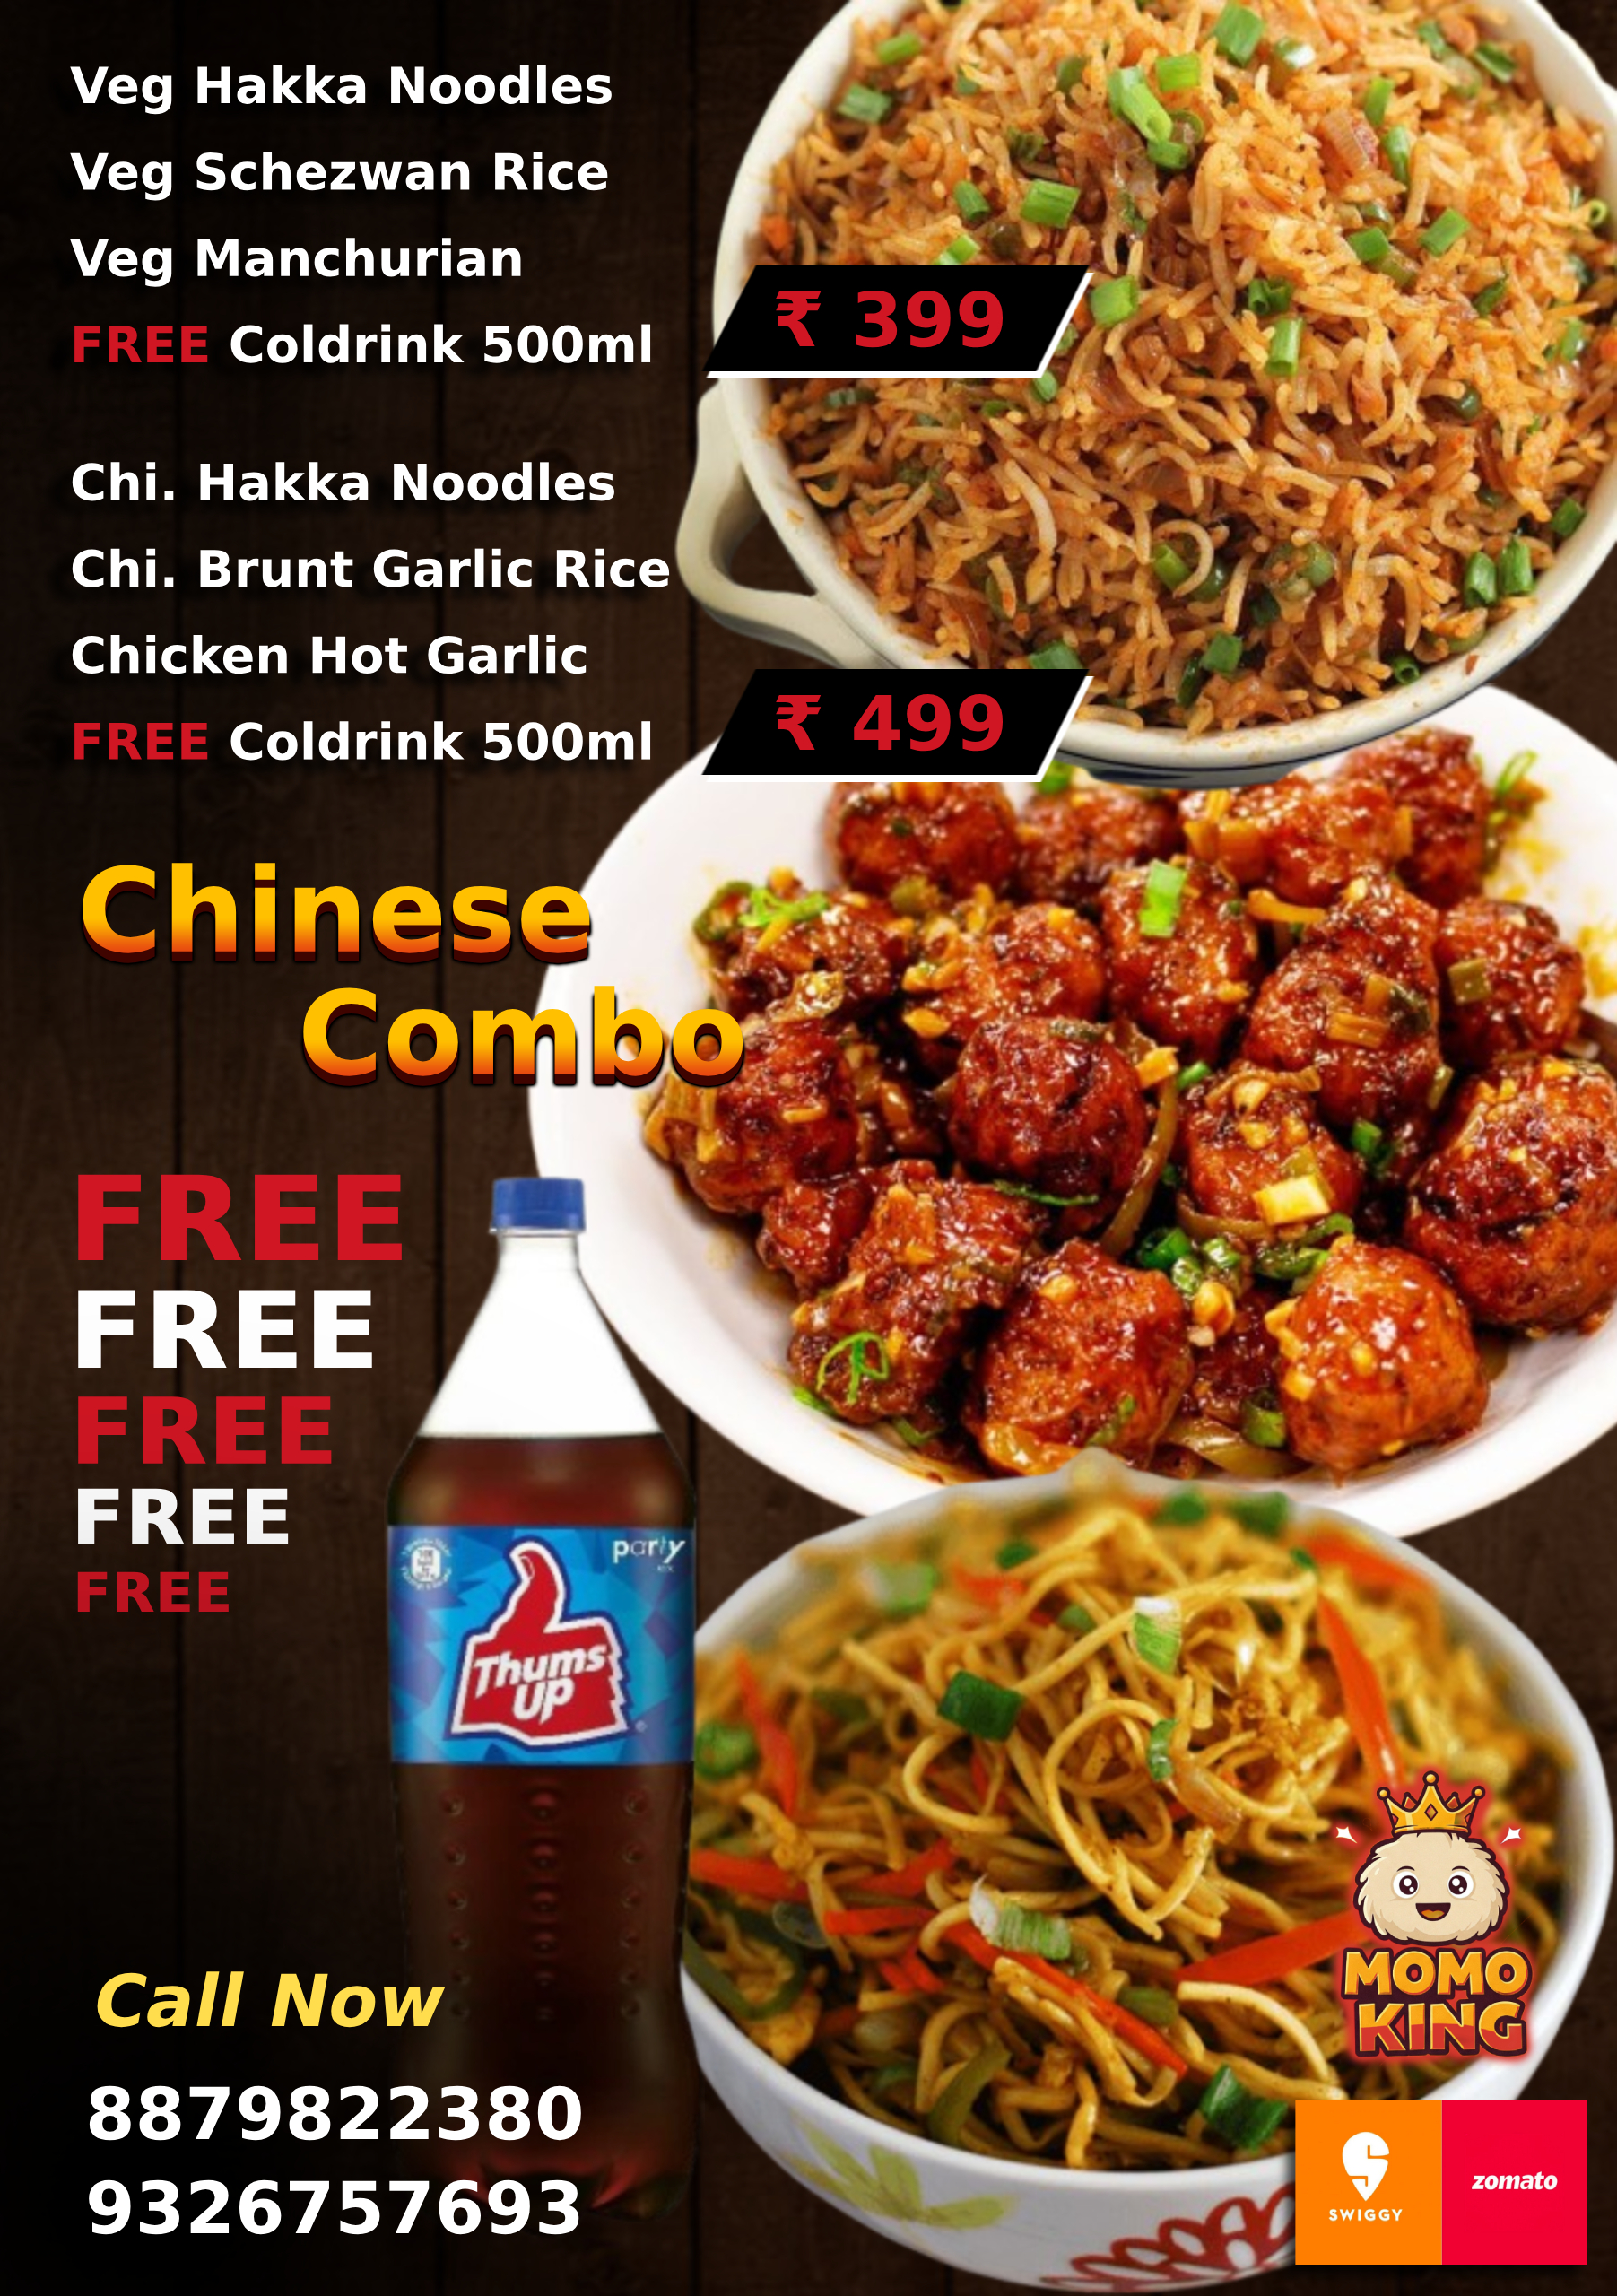 Veg Hakka Noodles
Veg Schezwan Rice
Veg Manchurian
FREE Coldrink 500ml
₹ 399
Chi. Hakka Noodles
Chi. Brunt Garlic Rice
Chicken Hot Garlic
FREE Coldrink 500ml
₹ 499
Chinese
Combo
FREE
FREE
FREE
FREE
FREE
party
Thums
UP
Call Now
8879822380
9326757693
MOMO
KING
SWIGGY
zomato